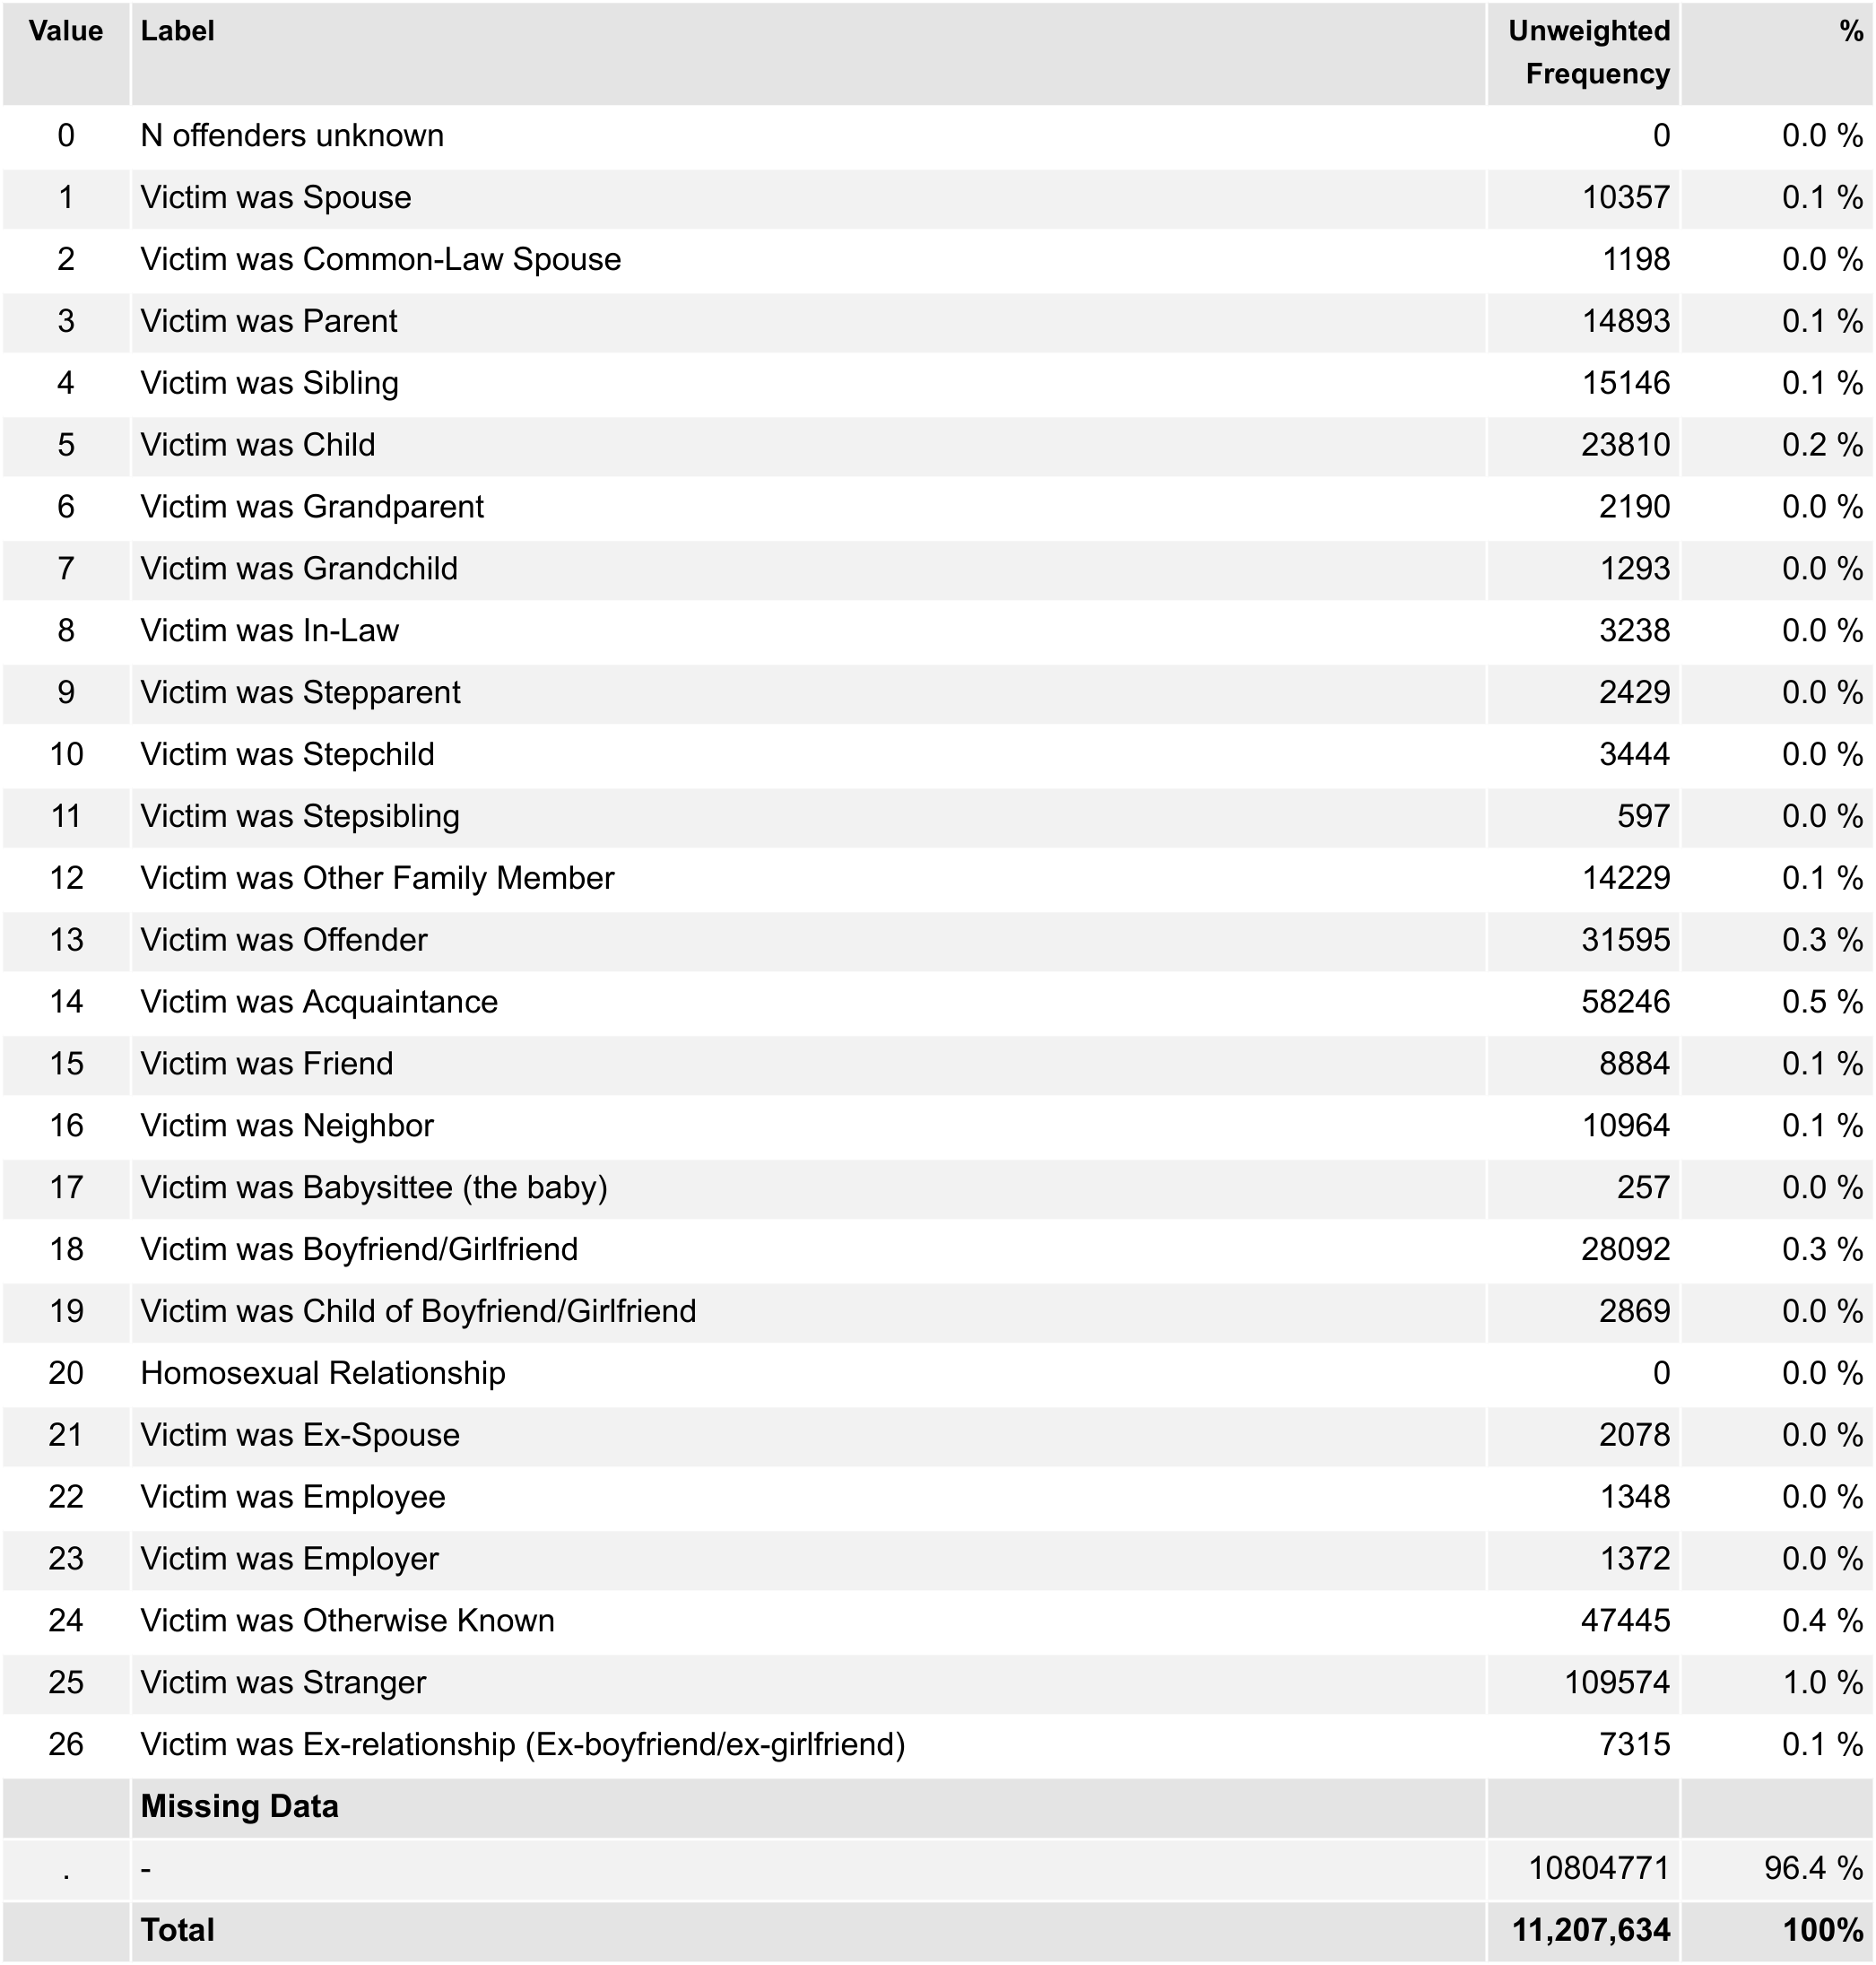 Value Label Unweighted Frequency %
0 N offenders unknown 0 0.0 %
1 Victim was Spouse 10357 0.1 %
2 Victim was Common-Law Spouse 1198 0.0 %
3 Victim was Parent 14893 0.1 %
4 Victim was Sibling 15146 0.1 %
5 Victim was Child 23810 0.2 %
6 Victim was Grandparent 2190 0.0 %
7 Victim was Grandchild 1293 0.0 %
8 Victim was In-Law 3238 0.0 %
9 Victim was Stepparent 2429 0.0 %
10 Victim was Stepchild 3444 0.0 %
11 Victim was Stepsibling 597 0.0 %
12 Victim was Other Family Member 14229 0.1 %
13 Victim was Offender 31595 0.3 %
14 Victim was Acquaintance 58246 0.5 %
15 Victim was Friend 8884 0.1 %
16 Victim was Neighbor 10964 0.1 %
17 Victim was Babysittee (the baby) 257 0.0 %
18 Victim was Boyfriend/Girlfriend 28092 0.3 %
19 Victim was Child of Boyfriend/Girlfriend 2869 0.0 %
20 Homosexual Relationship 0 0.0 %
21 Victim was Ex-Spouse 2078 0.0 %
22 Victim was Employee 1348 0.0 %
23 Victim was Employer 1372 0.0 %
24 Victim was Otherwise Known 47445 0.4 %
25 Victim was Stranger 109574 1.0 %
26 Victim was Ex-relationship (Ex-boyfriend/ex-girlfriend) 7315 0.1 %
Missing Data
. - 10804771 96.4 %
Total 11,207,634 100%